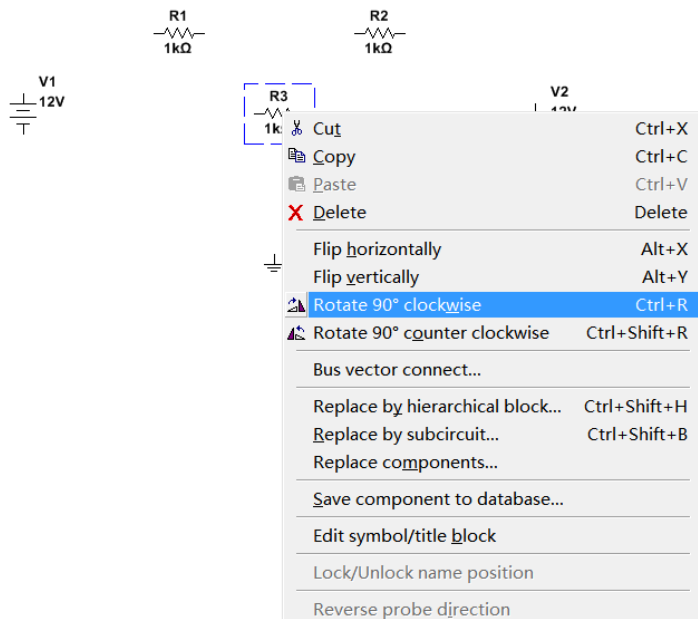 R1
1kΩ
R2
1kΩ
V1
12V
R3
V2
Cut Ctrl+X
Copy Ctrl+C
Paste Ctrl+V
Delete Delete
Flip horizontally Alt+X
Flip vertically Alt+Y
Rotate 90° clockwise Ctrl+R
Rotate 90° counter clockwise Ctrl+Shift+R
Bus vector connect...
Replace by hierarchical block... Ctrl+Shift+H
Replace by subcircuit... Ctrl+Shift+B
Replace components...
Save component to database...
Edit symbol/title block
Lock/Unlock name position
Reverse probe direction